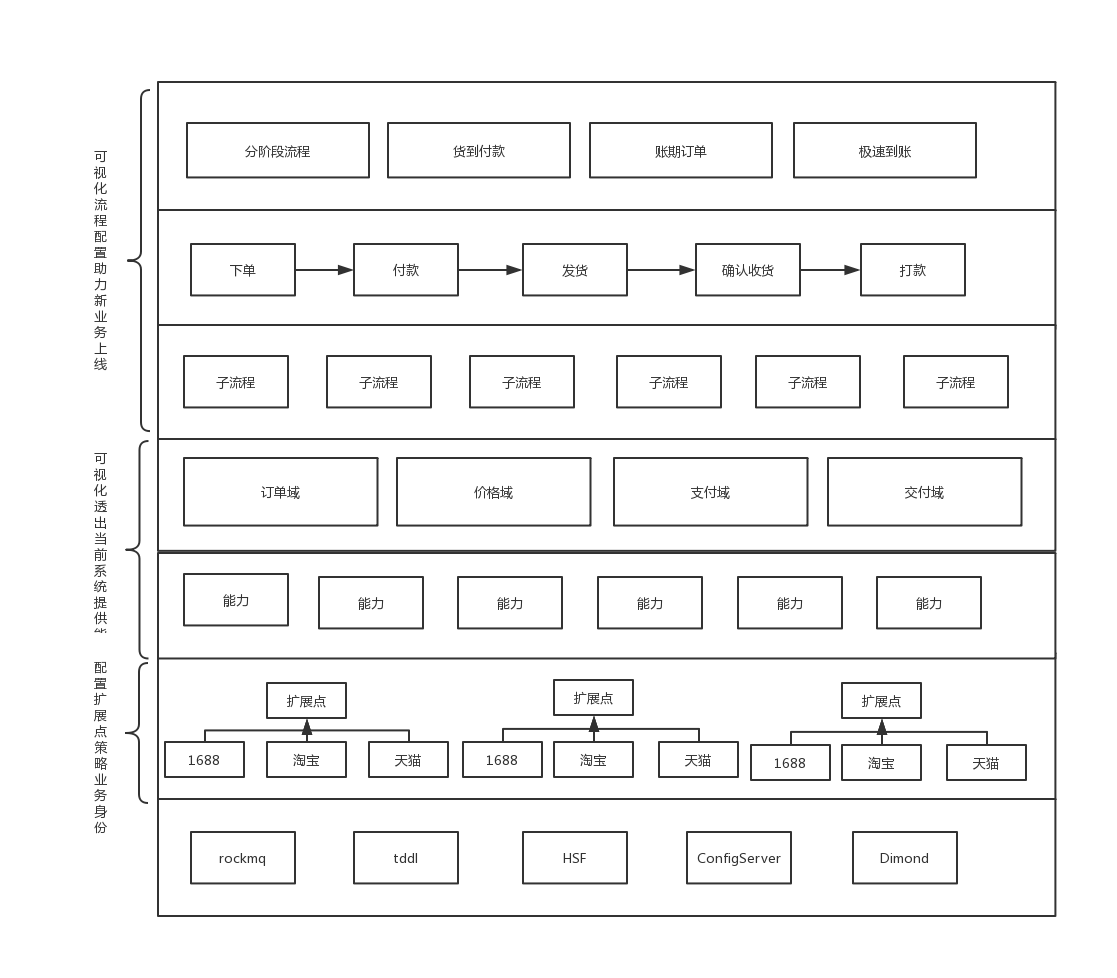 可视化流程配置助力新业务上线
分阶段流程 货到付款 账期订单 极速到账
下单 付款 发货 确认收货 打款
子流程 子流程 子流程 子流程 子流程 子流程
可视化透出当前系统提供
订单域 价格域 支付域 交付域
能力 能力 能力 能力 能力 能力
配置扩展点策略业务身份
扩展点 扩展点 扩展点
1688 淘宝 天猫 1688 淘宝 天猫 1688 淘宝 天猫
rockmq tddl HSF ConfigServer Dimond